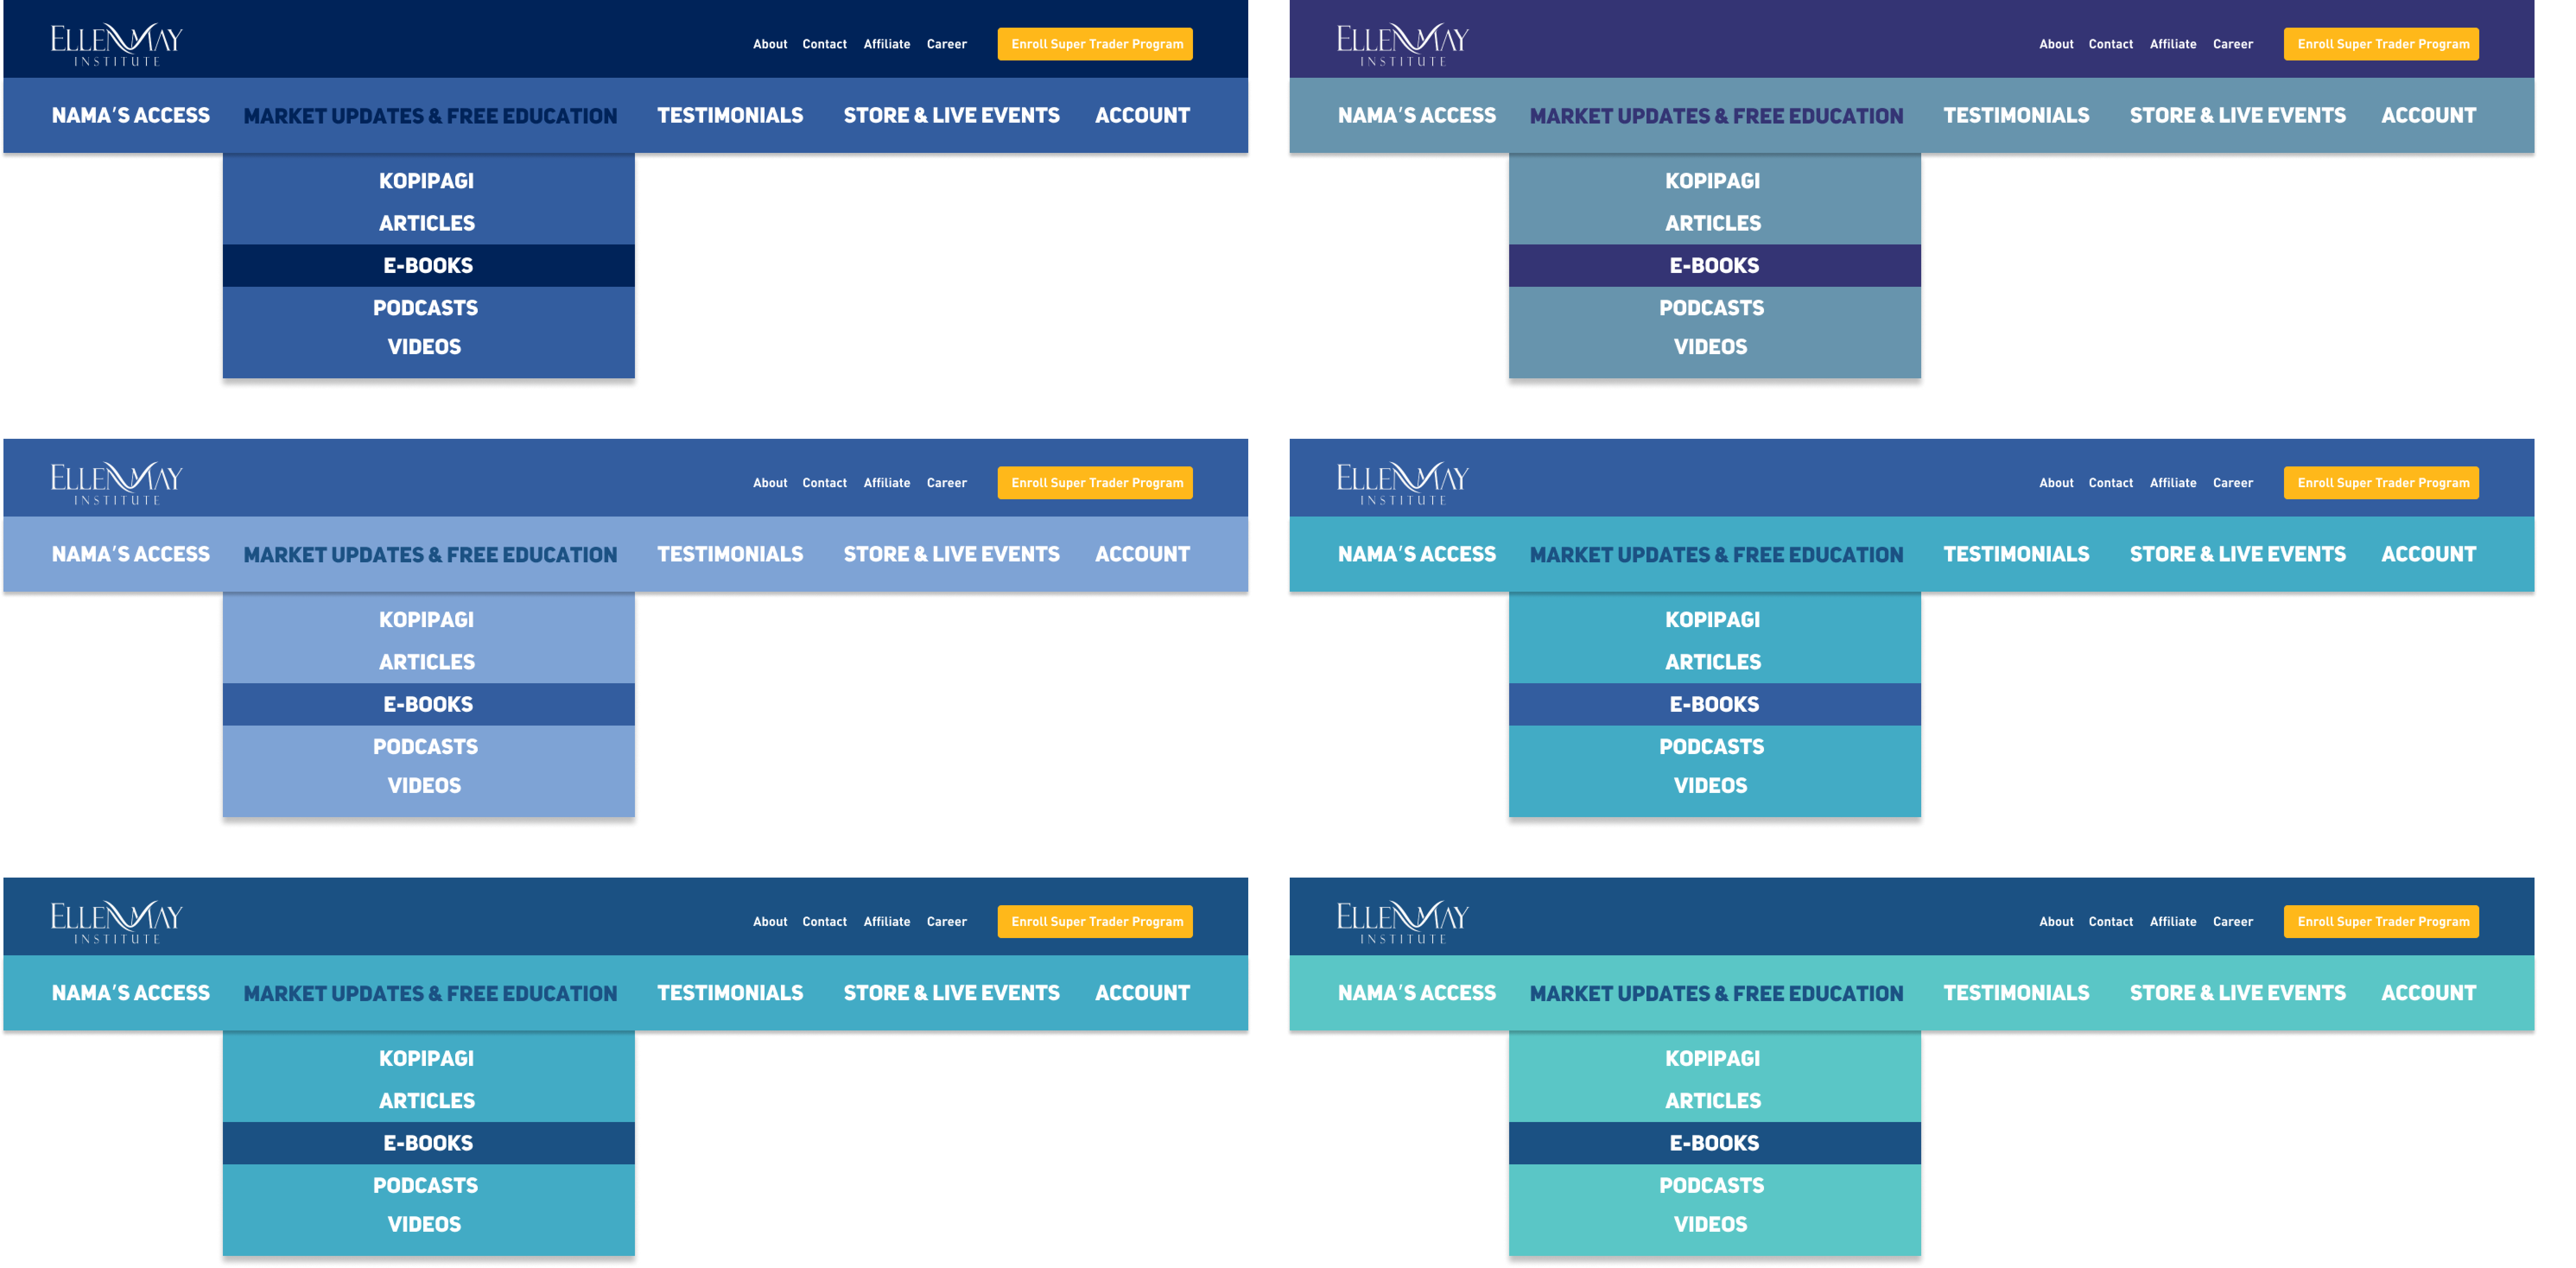 ELLEN MAY
INSTITUTE
About Contact Affiliate Career Enroll Super Trader Program
NAMA'S ACCESS MARKET UPDATES & FREE EDUCATION TESTIMONIALS STORE & LIVE EVENTS ACCOUNT
KOPIPAGI
ARTICLES
E-BOOKS
PODCASTS
VIDEOS
ELLEN MAY
INSTITUTE
About Contact Affiliate Career Enroll Super Trader Program
NAMA'S ACCESS MARKET UPDATES & FREE EDUCATION TESTIMONIALS STORE & LIVE EVENTS ACCOUNT
KOPIPAGI
ARTICLES
E-BOOKS
PODCASTS
VIDEOS
ELLEN MAY
INSTITUTE
About Contact Affiliate Career Enroll Super Trader Program
NAMA'S ACCESS MARKET UPDATES & FREE EDUCATION TESTIMONIALS STORE & LIVE EVENTS ACCOUNT
KOPIPAGI
ARTICLES
E-BOOKS
PODCASTS
VIDEOS
ELLEN MAY
INSTITUTE
About Contact Affiliate Career Enroll Super Trader Program
NAMA'S ACCESS MARKET UPDATES & FREE EDUCATION TESTIMONIALS STORE & LIVE EVENTS ACCOUNT
KOPIPAGI
ARTICLES
E-BOOKS
PODCASTS
VIDEOS
ELLEN MAY
INSTITUTE
About Contact Affiliate Career Enroll Super Trader Program
NAMA'S ACCESS MARKET UPDATES & FREE EDUCATION TESTIMONIALS STORE & LIVE EVENTS ACCOUNT
KOPIPAGI
ARTICLES
E-BOOKS
PODCASTS
VIDEOS
ELLEN MAY
INSTITUTE
About Contact Affiliate Career Enroll Super Trader Program
NAMA'S ACCESS MARKET UPDATES & FREE EDUCATION TESTIMONIALS STORE & LIVE EVENTS ACCOUNT
KOPIPAGI
ARTICLES
E-BOOKS
PODCASTS
VIDEOS